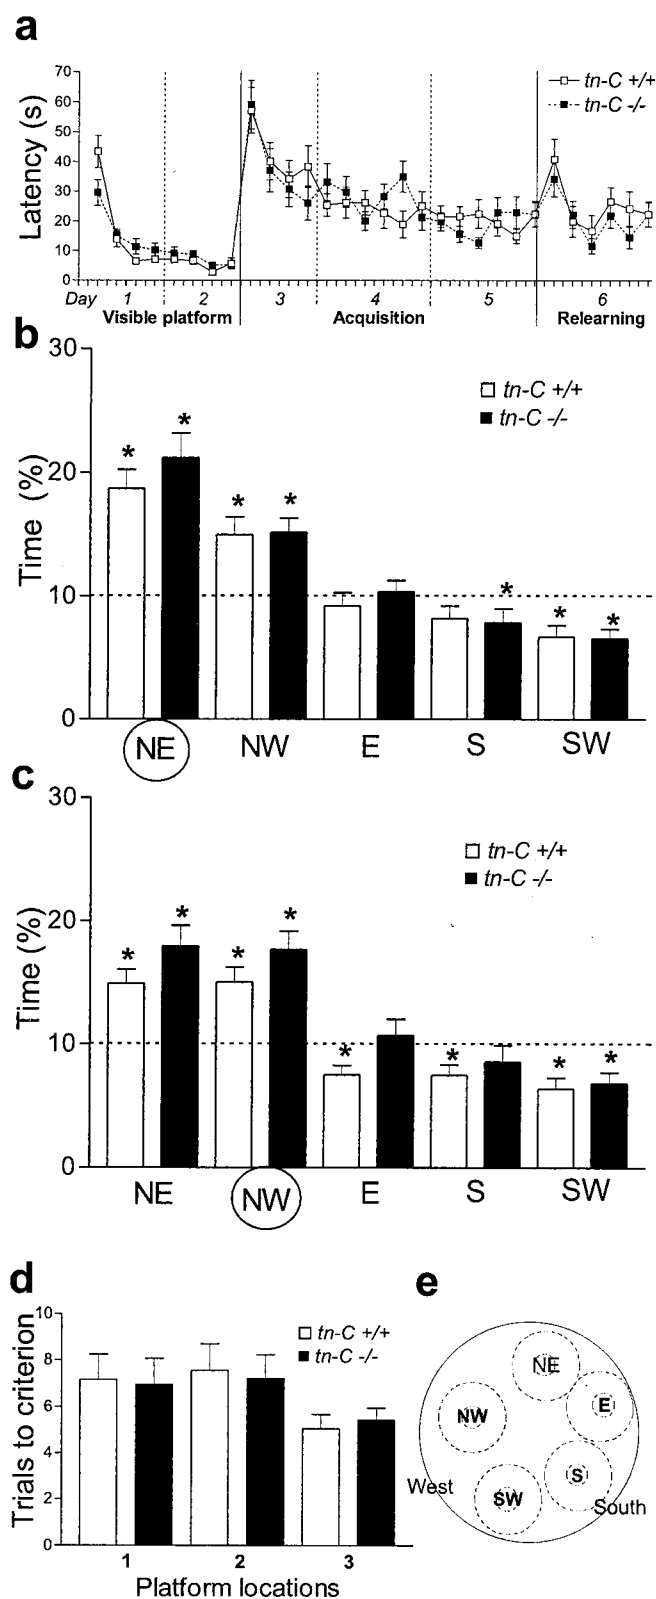 a
70
60
50
40
30
20
10
0
Latency (s)
tn-C +/+
tn-C -/-
Day 1 2 3 4 5 6
Visible platform Acquisition Relearning
b
30
20
10
0
Time (%)
tn-C +/+
tn-C -/-
* * * * * * *
NE NW E S SW
c
30
20
10
0
Time (%)
tn-C +/+
tn-C -/-
* * * * * * * *
NE NW E S SW
d
10
8
6
4
2
0
Trials to criterion
tn-C +/+
tn-C -/-
1 2 3
Platform locations
e
NE
E
NW
S
SW
West
South